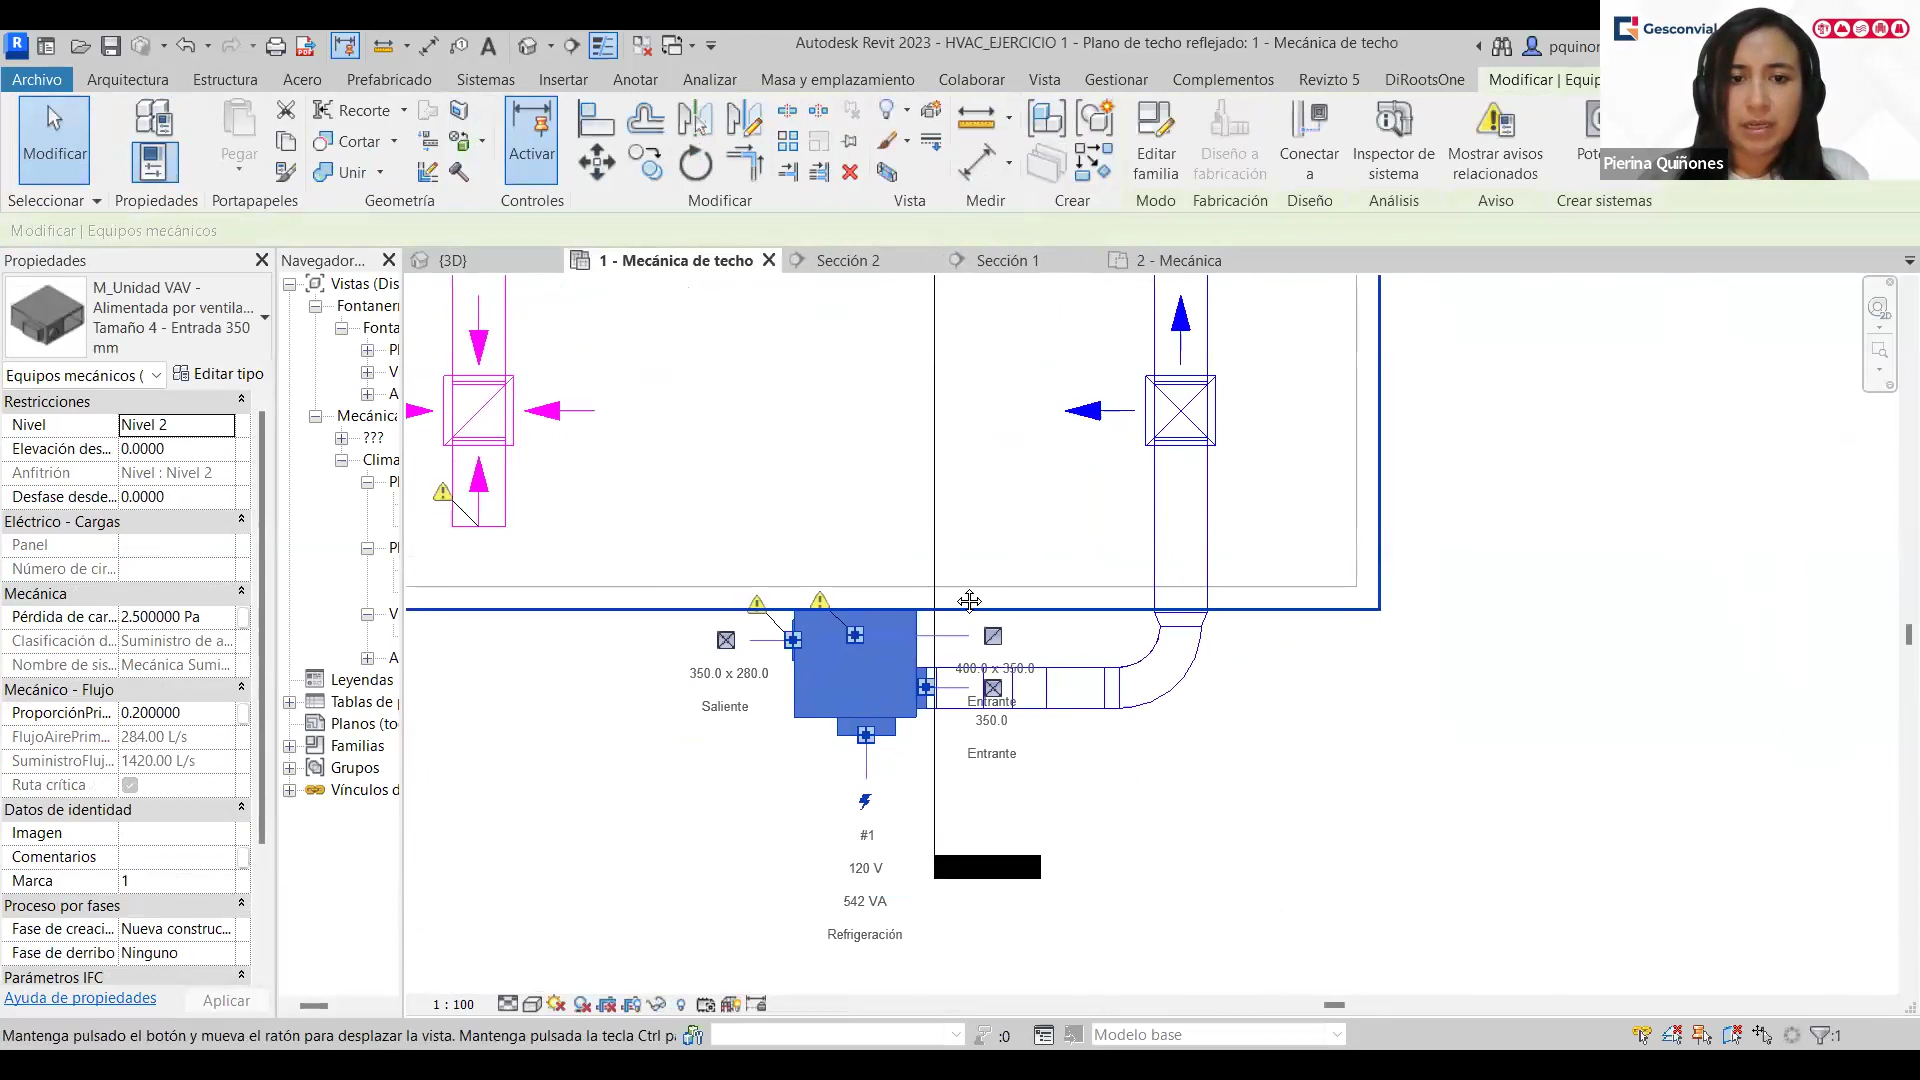 Autodesk Revit 2023 - HVAC_EJERCICIO 1 - Plano de techo reflejado: 1 - Mecánica de techo
pquinor
Gesconvial
Archivo Arquitectura Estructura Acero Prefabricado Sistemas Insertar Anotar Analizar Masa y emplazamiento Colaborar Vista Gestionar Complementos Revizto 5 DiRootsOne Modificar | Equip
Modificar
Pegar
Recorte
Cortar
Unir
Activar
Editar familia
Diseño a fabricación
Conectar a
Inspector de sistema
Mostrar avisos relacionados
Pierina Quiñones
Seleccionar Propiedades Portapapeles Geometría Controles Modificar Vista Medir Crear Modo Fabricación Diseño Análisis Aviso Crear sistemas
Modificar | Equipos mecánicos
Propiedades
Navegador...
{3D}
1 - Mecánica de techo
Sección 2
Sección 1
2 - Mecánica
M_Unidad VAV -
Alimentada por ventila...
Tamaño 4 - Entrada 350
mm
Equipos mecánicos (
Editar tipo
Restricciones
Nivel Nivel 2
Elevación des... 0.0000
Anfitrión Nivel : Nivel 2
Desfase desde... 0.0000
Eléctrico - Cargas
Panel
Número de cir...
Mecánica
Pérdida de car... 2.500000 Pa
Clasificación d... Suministro de a...
Nombre de sis... Mecánica Sumi...
Mecánico - Flujo
ProporciónPri... 0.200000
FlujoAirePrim... 284.00 L/s
SuministroFluj... 1420.00 L/s
Ruta crítica
Datos de identidad
Imagen
Comentarios
Marca 1
Proceso por fases
Fase de creaci... Nueva construc...
Fase de derribo Ninguno
Parámetros IFC
Ayuda de propiedades
Aplicar
Vistas (Dis
Fontaner
Fonta
Pl
V
A
Mecánica
???
Clima
Pl
Pl
V
A
Leyendas
Tablas de p
Planos (to
Familias
Grupos
Vínculos d
350.0 x 280.0
Saliente
400.0 x 350.0
Entrante
350.0
Entrante
#1
120 V
542 VA
Refrigeración
1 : 100
Mantenga pulsado el botón y mueva el ratón para desplazar la vista. Mantenga pulsada la tecla Ctrl p
:0
Modelo base
:1